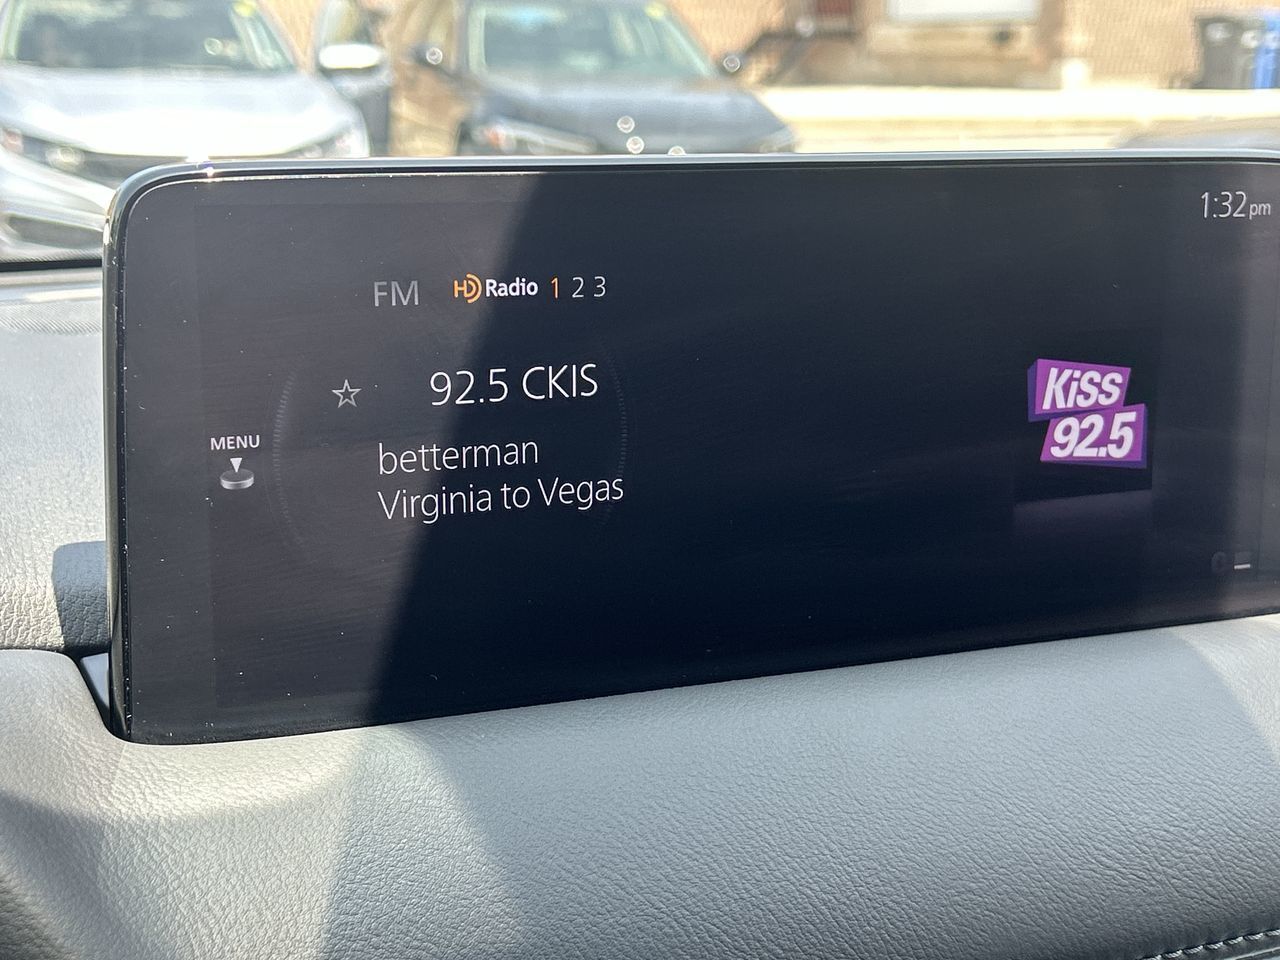 1:32pm
FM HD Radio 1 2 3
92.5 CKIS
MENU
betterman
Virginia to Vegas
KiSS
92.5